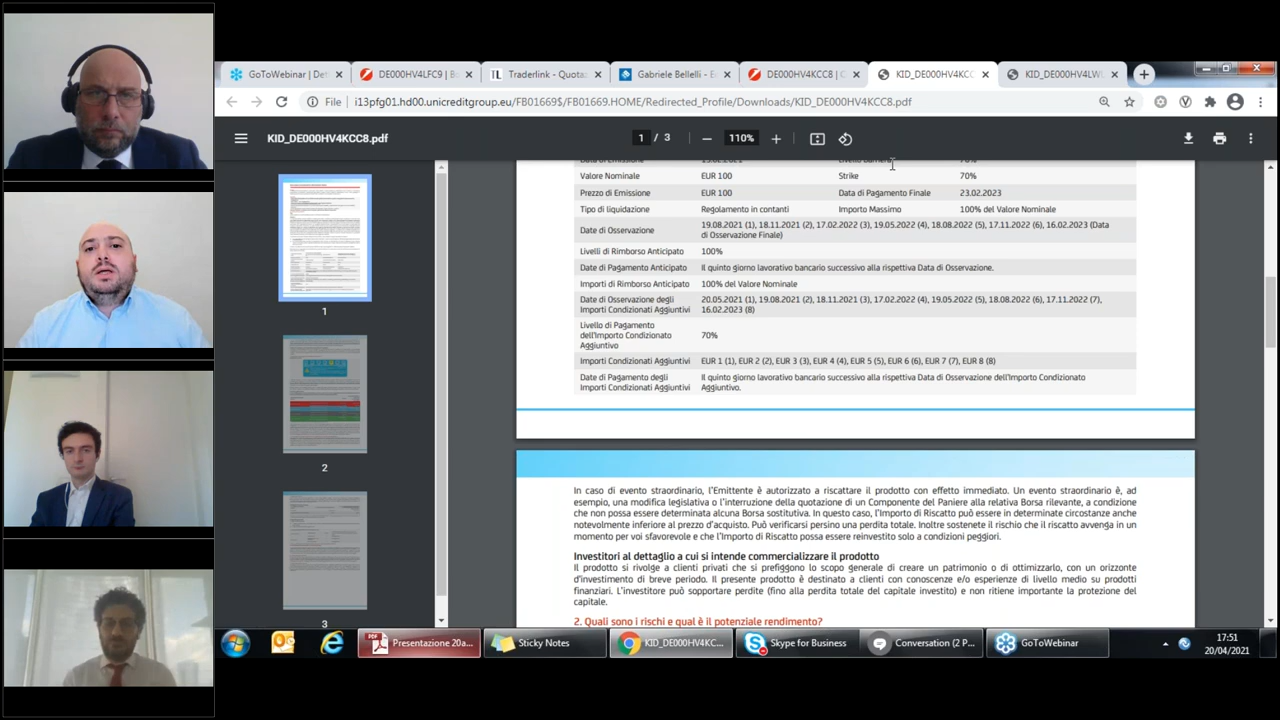 GoToWebinar | Det
DE000HV4LFC9 | Bo
Traderlink - Quotaz
Gabriele Bellelli - E
DE000HV4KCC8 | C
KID_DE000HV4KCC
KID_DE000HV4LW
File | i13pfg01.hd00.unicreditgroup.eu/FB01669$/FB01669.HOME/Redirected_Profile/Downloads/KID_DE000HV4KCC8.pdf
KID_DE000HV4KCC8.pdf
1 / 3
110%
1
2
3
Data di Emissione 70%
Valore Nominale EUR 100 Strike 70%
Prezzo di Emissione EUR 100 Data di Pagamento Finale 23.02.2023
Tipo di liquidazione Regolamento in contanti Importo Massimo 100% del Valore Nominale
Date di Osservazione 19.08.2021 (1), 18.11.2021 (2), 17.02.2022 (3), 19.05.2022 (4), 18.08.2022 (5), 17.11.2022 (6), 16.02.2023 (Data
di Osservazione Finale)
Livelli di Rimborso Anticipato 100%
Date di Pagamento Anticipato Il quinto giorno lavorativo bancario successivo alla rispettiva Data di Osservazione.
Importi di Rimborso Anticipato 100% del Valore Nominale
Date di Osservazione degli 20.05.2021 (1), 19.08.2021 (2), 18.11.2021 (3), 17.02.2022 (4), 19.05.2022 (5), 18.08.2022 (6), 17.11.2022 (7),
Importi Condizionati Aggiuntivi 16.02.2023 (8)
Livello di Pagamento
dell'Importo Condizionato 70%
Aggiuntivo
Importi Condizionati Aggiuntivi EUR 1 (1), EUR 2 (2), EUR 3 (3), EUR 4 (4), EUR 5 (5), EUR 6 (6), EUR 7 (7), EUR 8 (8)
Date di Pagamento degli Il quinto giorno lavorativo bancario successivo alla rispettiva Data di Osservazione dell'Importo Condizionato
Importi Condizionati Aggiuntivi Aggiuntivo.
In caso di evento straordinario, l'Emittente è autorizzato a riscattare il prodotto con effetto immediato. Un evento straordinario è, ad
esempio, una modifica legislativa o l'interruzione della quotazione di un Componente del Paniere alla relativa Borsa rilevante, a condizione
che non possa essere determinata alcuna Borsa sostitutiva. In questo caso, l'Importo di Riscatto può essere in determinate circostanze anche
notevolmente inferiore al prezzo d'acquisto. Può verificarsi persino una perdita totale. Inoltre sostenete il rischio che il riscatto avvenga in un
momento per voi sfavorevole e che l'Importo di Riscatto possa essere reinvestito solo a condizioni peggiori.
Investitori al dettaglio a cui si intende commercializzare il prodotto
Il prodotto si rivolge a clienti privati che si prefiggono lo scopo generale di creare un patrimonio o di ottimizzarlo, con un orizzonte
d'investimento di breve periodo. Il presente prodotto è destinato a clienti con conoscenze e/o esperienze di livello medio su prodotti
finanziari. L'investitore può sopportare perdite (fino alla perdita totale del capitale investito) e non ritiene importante la protezione del
capitale.
2. Quali sono i rischi e qual è il potenziale rendimento?
Presentazione 20a...
Sticky Notes
KID_DE000HV4KC...
Skype for Business
Conversation (2 P...
GoToWebinar
17:51
20/04/2021